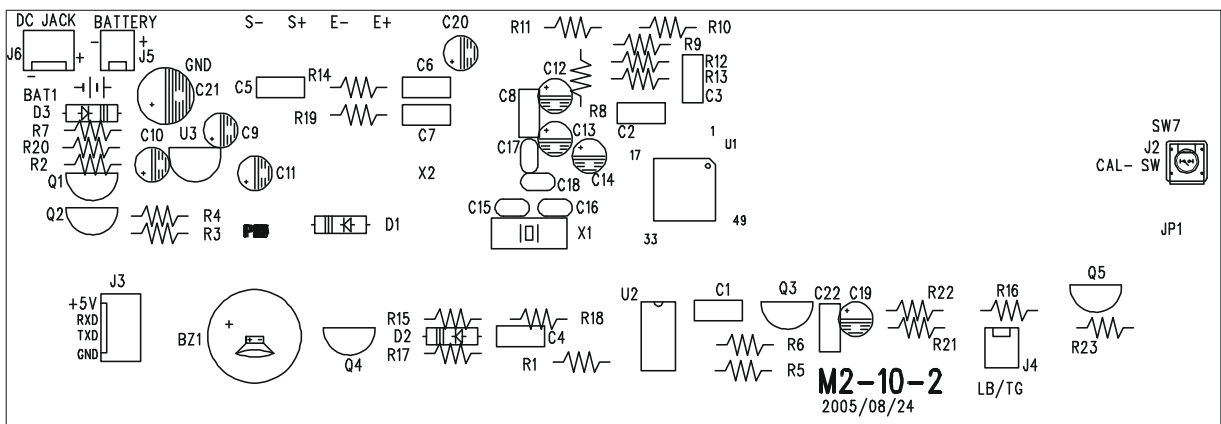 DC JACK BATTERY S- S+ E- E+ C20 R11 R10
J6 - + J5 R9
+ GND R14 C6 C12 R12
- C5 R13
BAT1 C21 C8 R8 C3
D3 R19 C2
R7 C10 U3 C9 C7 C13 1 U1 SW7
R20 C17 17 J2
R2 C11 X2 C14 CAL- SW
Q1 C18
Q2 R4 C15 C16 49
R3 D1 X1 33 JP1
J3 Q5
+5V U2 C1 Q3 C22 C19 R22 R16
RXD R15 R18
TXD BZ1 D2 C4 R21
GND Q4 R17 R1 R6 R23
R5 J4
M2-10-2 LB/TG
2005/08/24